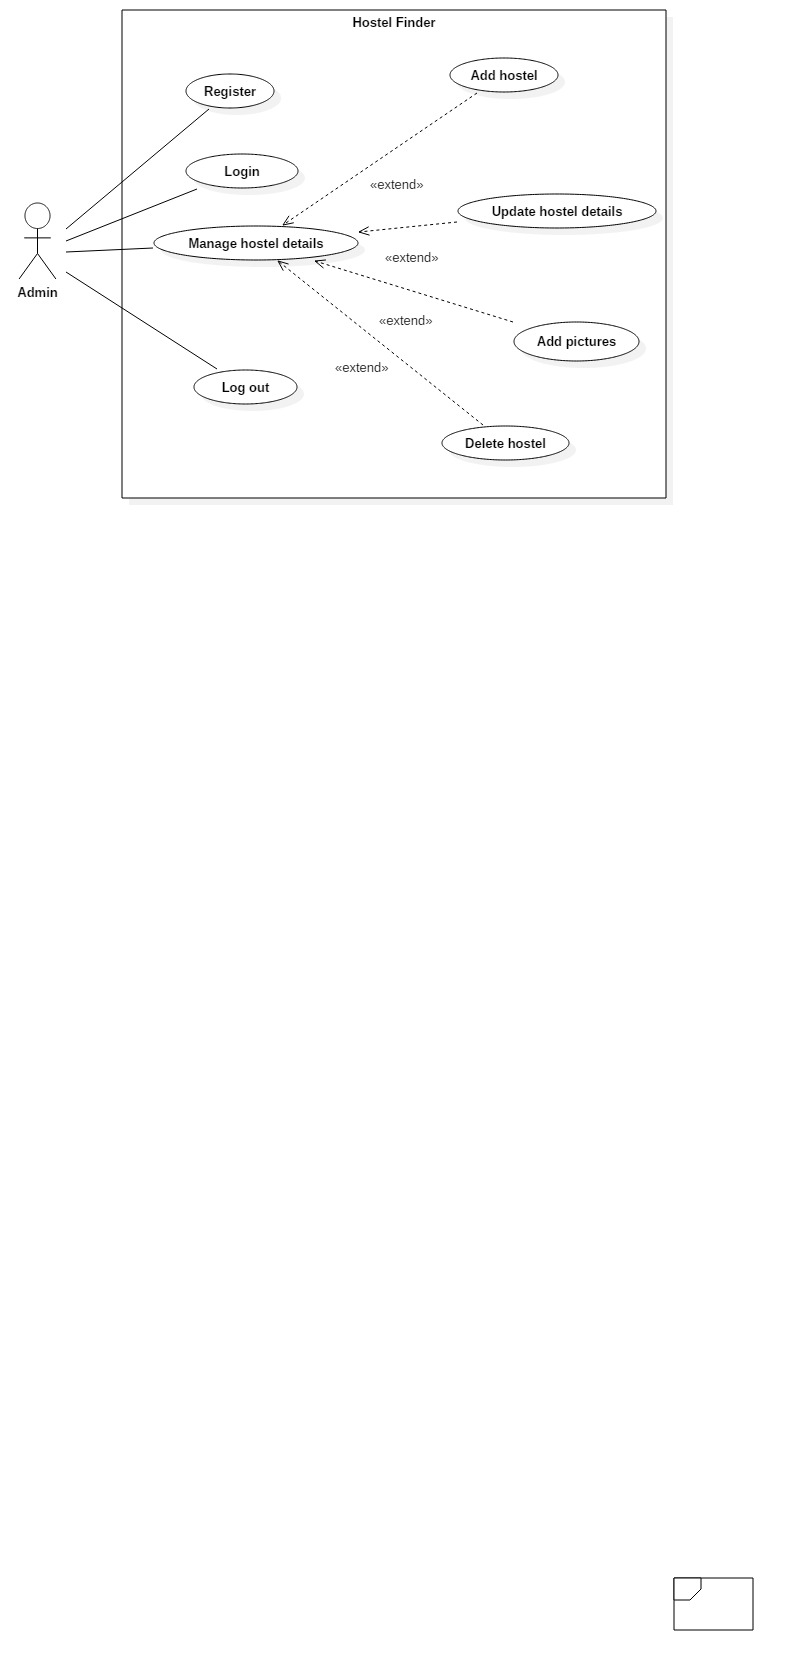 Hostel Finder
Add hostel
Register
Login
«extend»
Update hostel details
Manage hostel details
«extend»
Admin
«extend»
Add pictures
«extend»
Log out
Delete hostel